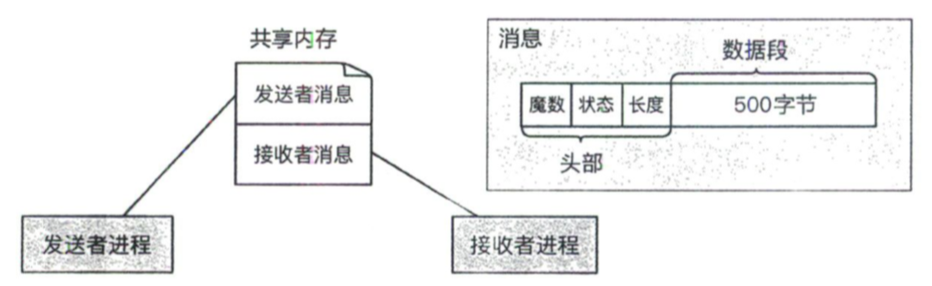 共享内存
发送者消息
接收者消息
发送者进程
接收者进程
消息
数据段
魔数 状态 长度 500字节
头部